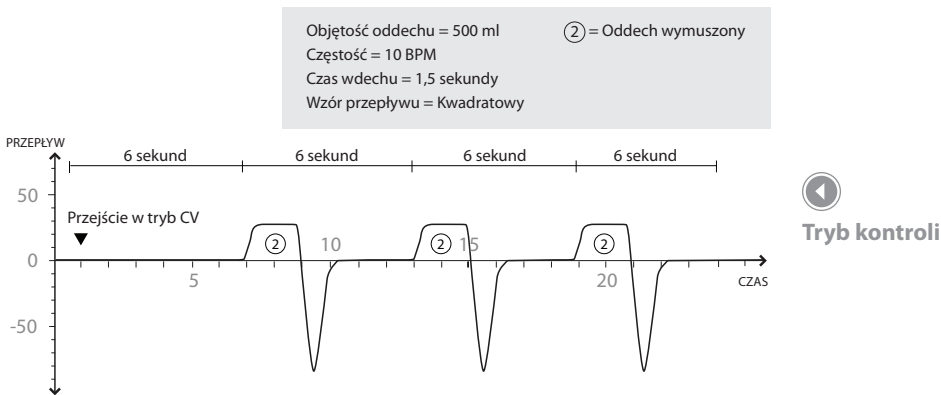 Objętość oddechu = 500 ml
Częstość = 10 BPM
Czas wdechu = 1,5 sekundy
Wzór przepływu = Kwadratowy
2 = Oddech wymuszony
PRZEPŁYW
6 sekund 6 sekund 6 sekund 6 sekund
50
Przejście w tryb CV
2 10 2 15 2
0
5 20 CZAS
-50
Tryb kontroli